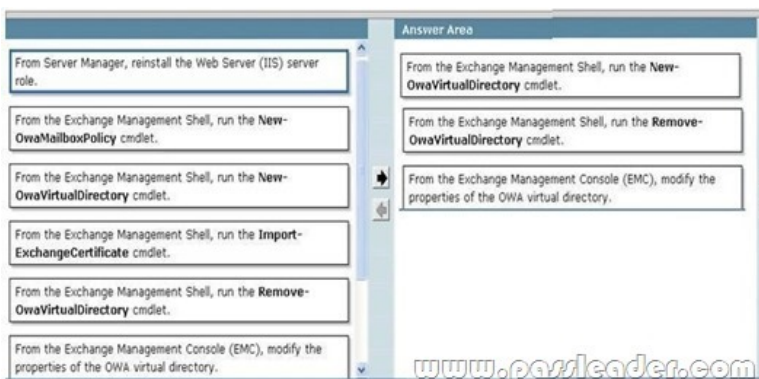 From Server Manager, reinstall the Web Server (IIS) server
role.
From the Exchange Management Shell, run the New-
OwaMailboxPolicy cmdlet.
From the Exchange Management Shell, run the New-
OwaVirtualDirectory cmdlet.
From the Exchange Management Shell, run the Import-
ExchangeCertificate cmdlet.
From the Exchange Management Shell, run the Remove-
OwaVirtualDirectory cmdlet.
From the Exchange Management Console (EMC), modify the
properties of the OWA virtual directory.
Answer Area
From the Exchange Management Shell, run the New-
OwaVirtualDirectory cmdlet.
From the Exchange Management Shell, run the Remove-
OwaVirtualDirectory cmdlet.
From the Exchange Management Console (EMC), modify the
properties of the OWA virtual directory.
www.passleader.com